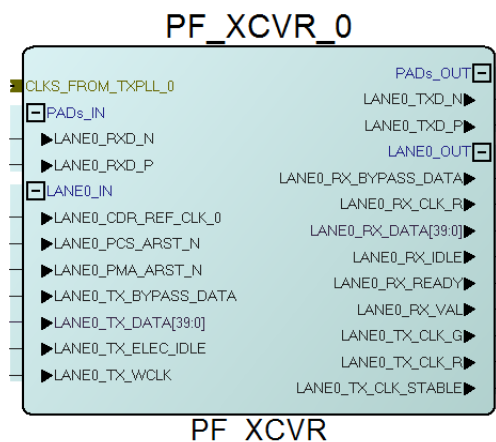 PF_XCVR_0
CLKS_FROM_TXPLL_0
PADs_IN
LANE0_RXD_N
LANE0_RXD_P
LANE0_IN
LANE0_CDR_REF_CLK_0
LANE0_PCS_ARST_N
LANE0_PMA_ARST_N
LANE0_TX_BYPASS_DATA
LANE0_TX_DATA[39:0]
LANE0_TX_ELEC_IDLE
LANE0_TX_WCLK
PADs_OUT
LANE0_TXD_N
LANE0_TXD_P
LANE0_OUT
LANE0_RX_BYPASS_DATA
LANE0_RX_CLK_R
LANE0_RX_DATA[39:0]
LANE0_RX_IDLE
LANE0_RX_READY
LANE0_RX_VAL
LANE0_TX_CLK_G
LANE0_TX_CLK_R
LANE0_TX_CLK_STABLE
PF_XCVR